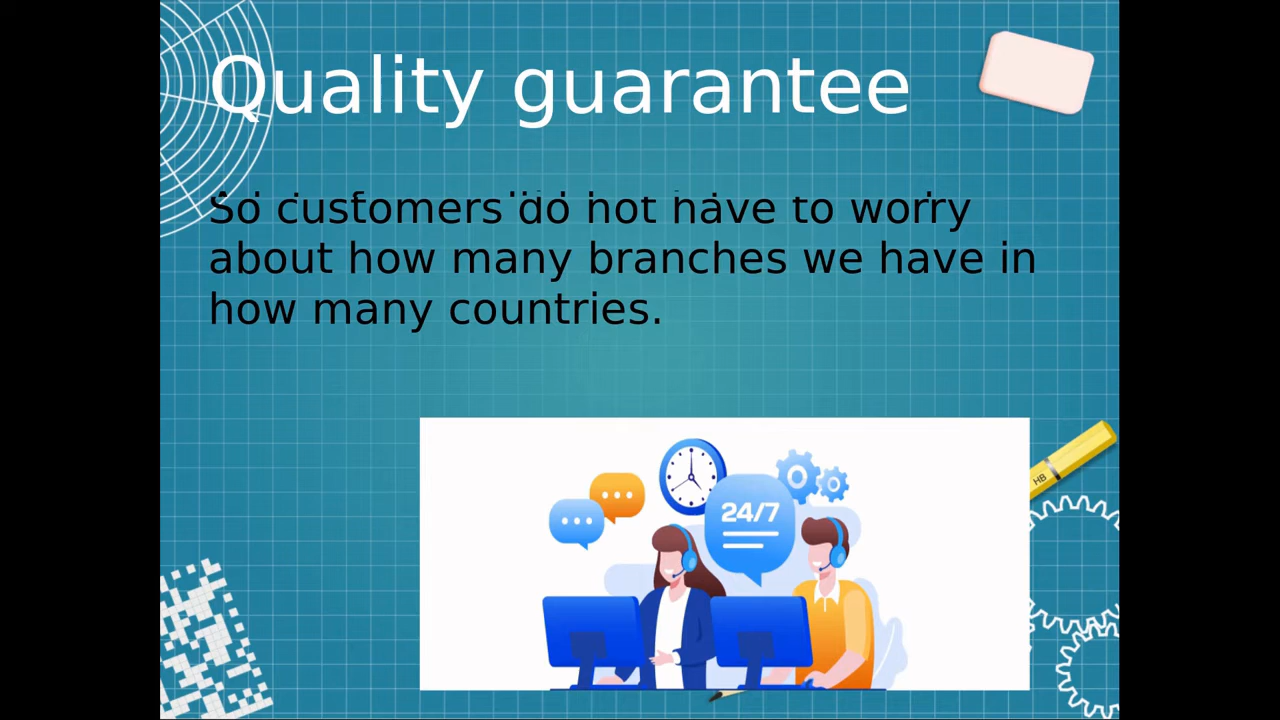 Quality guarantee
So customers do not have to worry
about how many branches we have in
how many countries.
24/7
HB